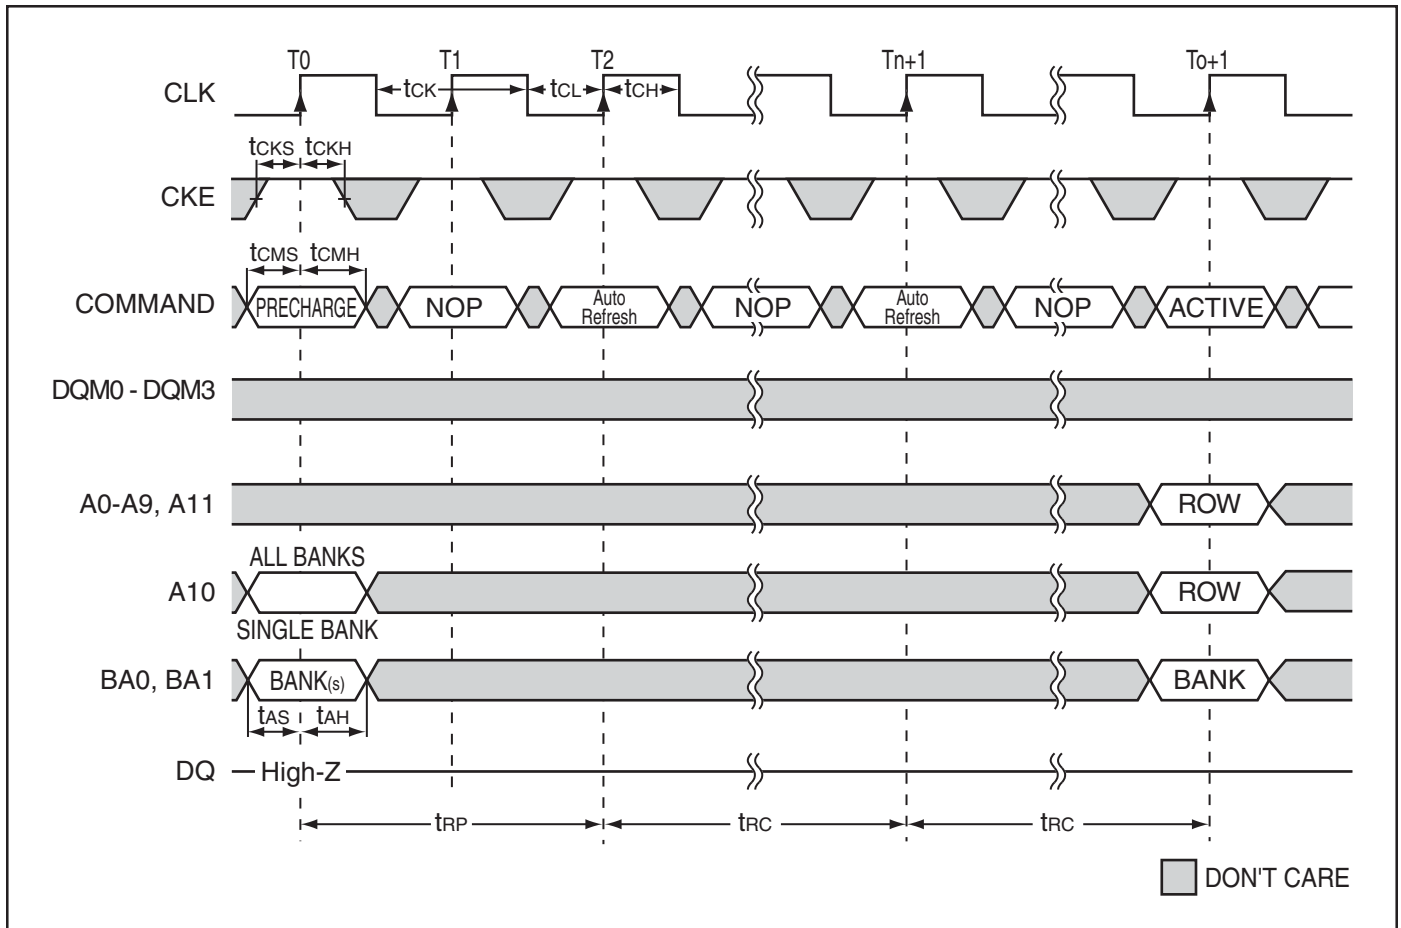 T0 T1 T2 Tn+1 To+1
CLK tCK tCL tCH
tCKS tCKH
CKE
tCMS tCMH
COMMAND PRECHARGE NOP Auto Refresh NOP Auto Refresh NOP ACTIVE
DQM0 - DQM3
A0-A9, A11 ROW
ALL BANKS
A10 ROW
SINGLE BANK
BA0, BA1 BANK(s) BANK
tAS tAH
DQ High-Z
tRP tRC tRC
DON'T CARE